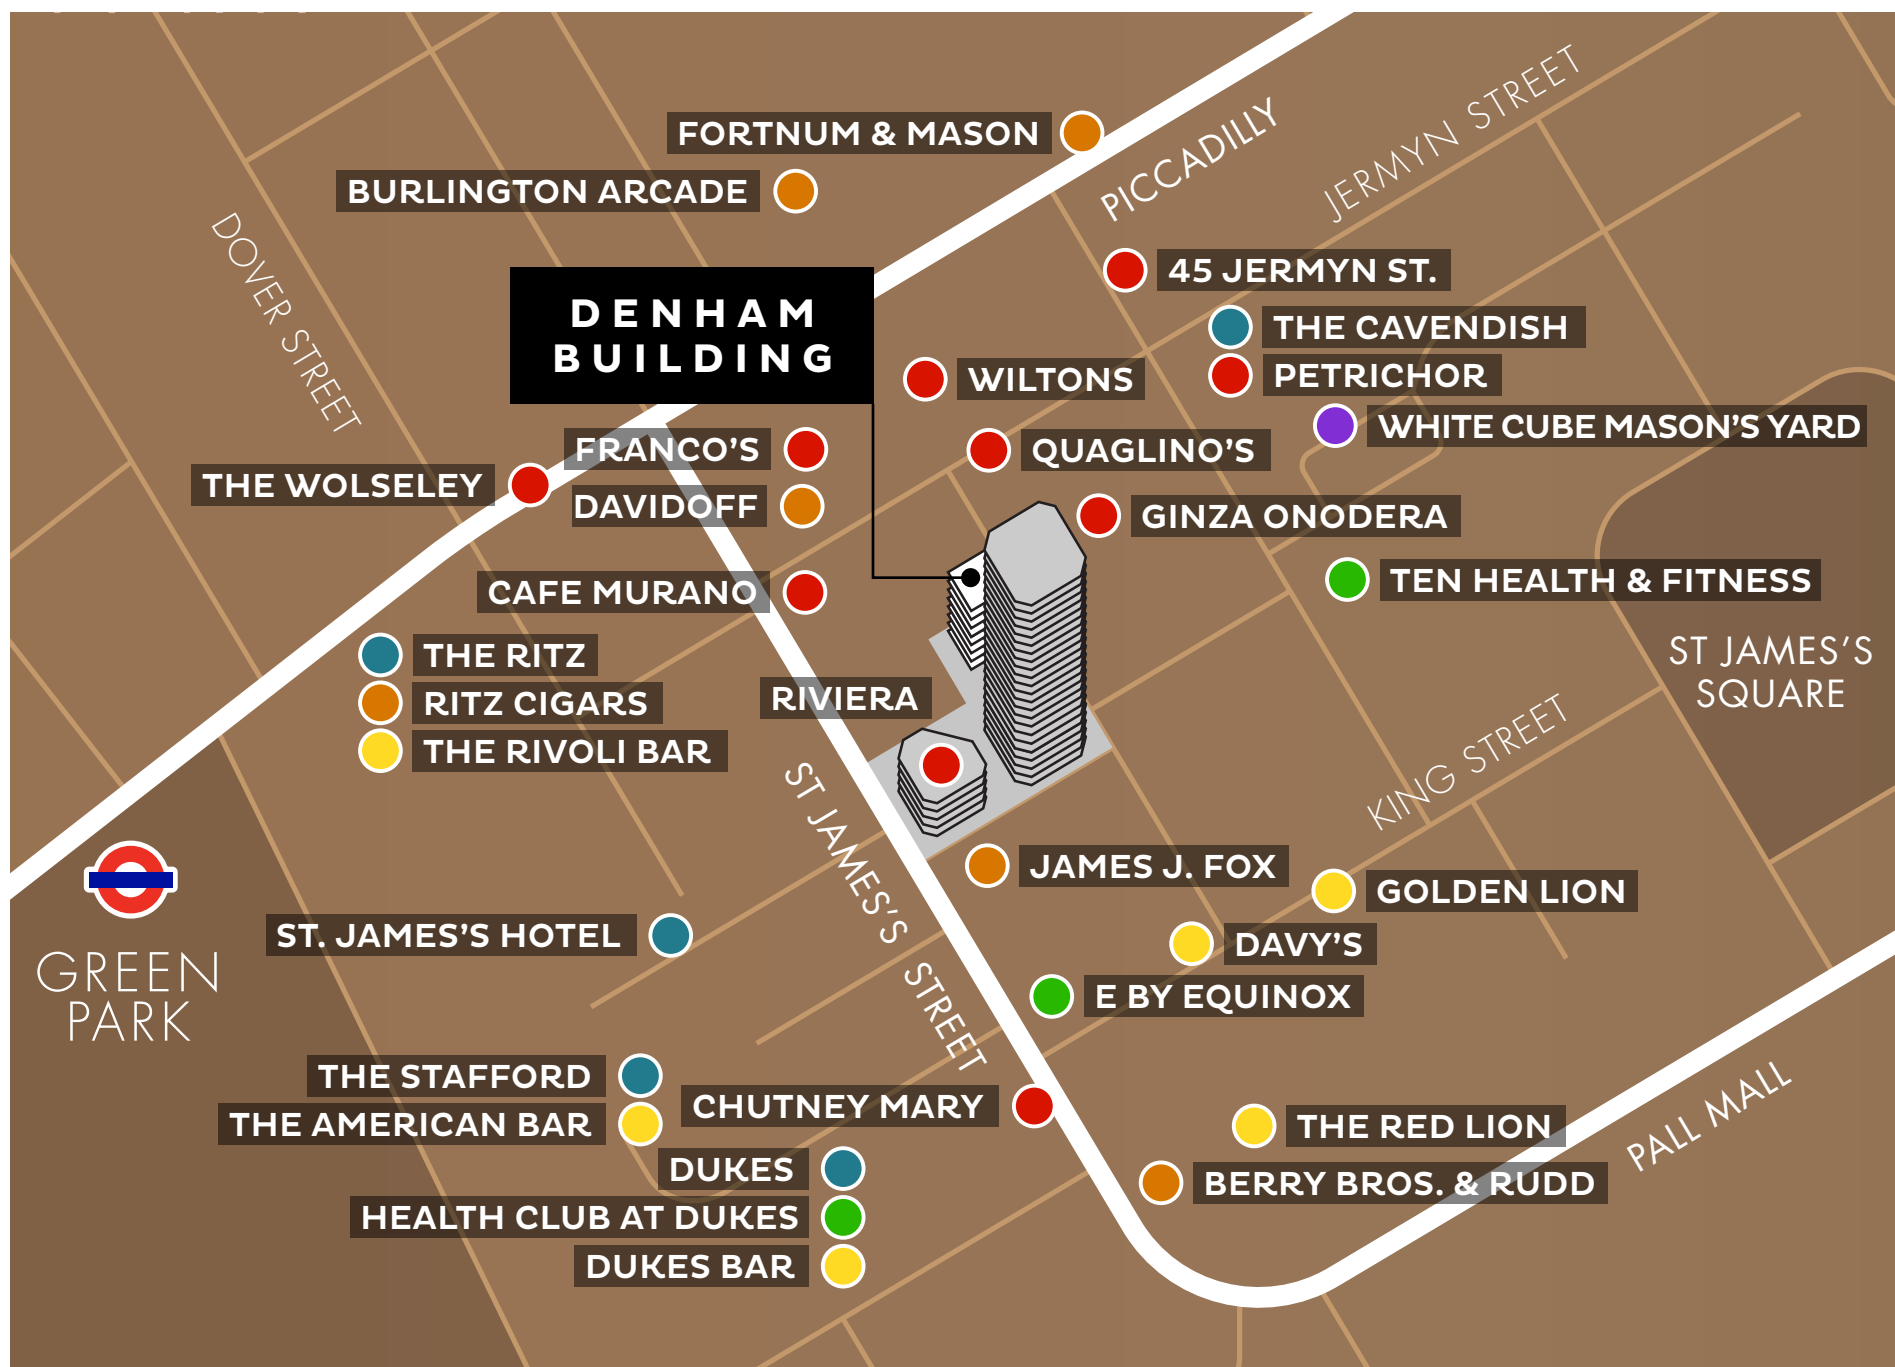 FORTNUM & MASON
BURLINGTON ARCADE
PICCADILLY
JERMYN STREET
DOVER STREET
DENHAM
BUILDING
45 JERMYN ST.
THE CAVENDISH
WILTONS
PETRICHOR
WHITE CUBE MASON'S YARD
FRANCO'S
QUAGLINO'S
THE WOLSELEY
DAVIDOFF
GINZA ONODERA
CAFE MURANO
TEN HEALTH & FITNESS
THE RITZ
RITZ CIGARS
THE RIVOLI BAR
RIVIERA
ST JAMES'S
SQUARE
KING STREET
ST JAMES'S STREET
JAMES J. FOX
GOLDEN LION
ST. JAMES'S HOTEL
DAVY'S
GREEN
PARK
E BY EQUINOX
THE STAFFORD
THE AMERICAN BAR
CHUTNEY MARY
PALL MALL
THE RED LION
DUKES
BERRY BROS. & RUDD
HEALTH CLUB AT DUKES
DUKES BAR